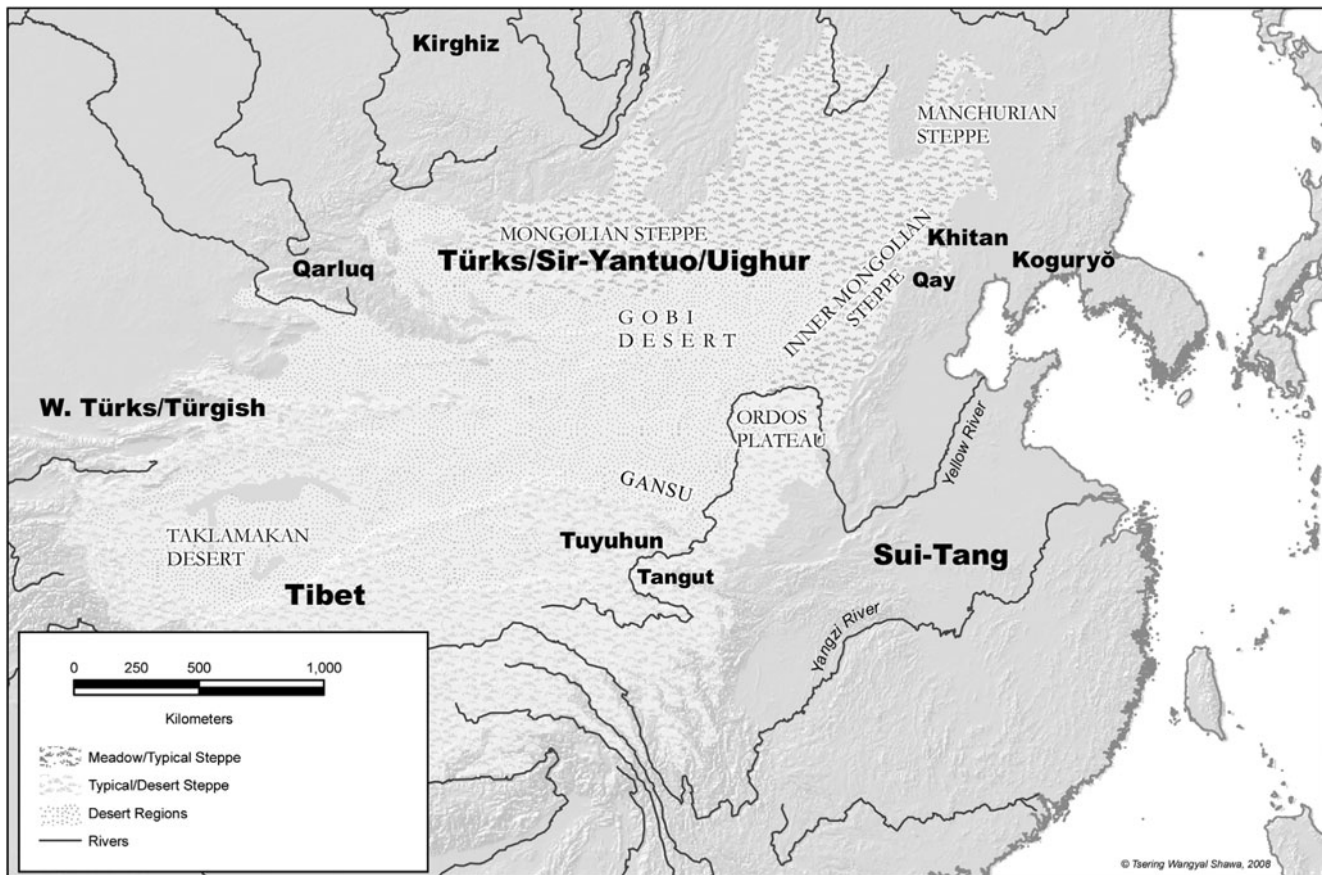 Kirghiz
MANCHURIAN
STEPPE
MONGOLIAN STEPPE
Türks/Sir-Yantuo/Uighur
Qarluq
INNER MONGOLIAN
STEPPE
Khitan
Koguryŏ
Qay
GOBI
DESERT
W. Türks/Türgish
ORDOS
PLATEAU
Yellow River
GANSU
TAKLAMAKAN
DESERT
Tuyuhun
Tangut
Sui-Tang
Tibet
Yangzi River
0 250 500 1,000
Kilometers
Meadow/Typical Steppe
Typical/Desert Steppe
Desert Regions
Rivers
© Tsering Wangyal Shawa, 2008